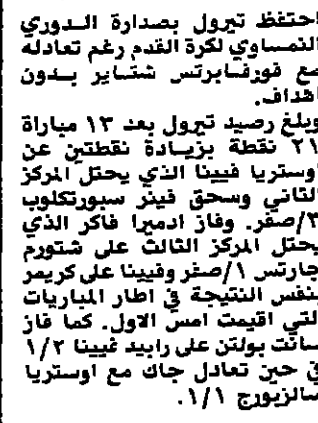 احتفظ تيرول بصدارة الدوري
النمساوي لكرة القدم رغم تعادله
مع فورفابرتس شتاير بدون
اهداف.
وبلغ رصيد تيرول بعد ١٣ مباراة
٢١ نقطة بزيادة نقطتين عن
اوستريا فيينا الذي يحتل المركز
الثاني وسحق فينر سبورتكلوب
٣/صفر. وفاز ادميرا فاكر الذي
يحتل المركز الثالث على شتورم
جارتس ١/صفر وفيينا على كريمر
بنفس النتيجة في اطار المباريات
التي اقيمت امس الاول. كما فاز
سانت بولتن على رابيد غيينا ١/٢
في حين تعادل جاك مع اوستريا
سالزبورج ١/١.